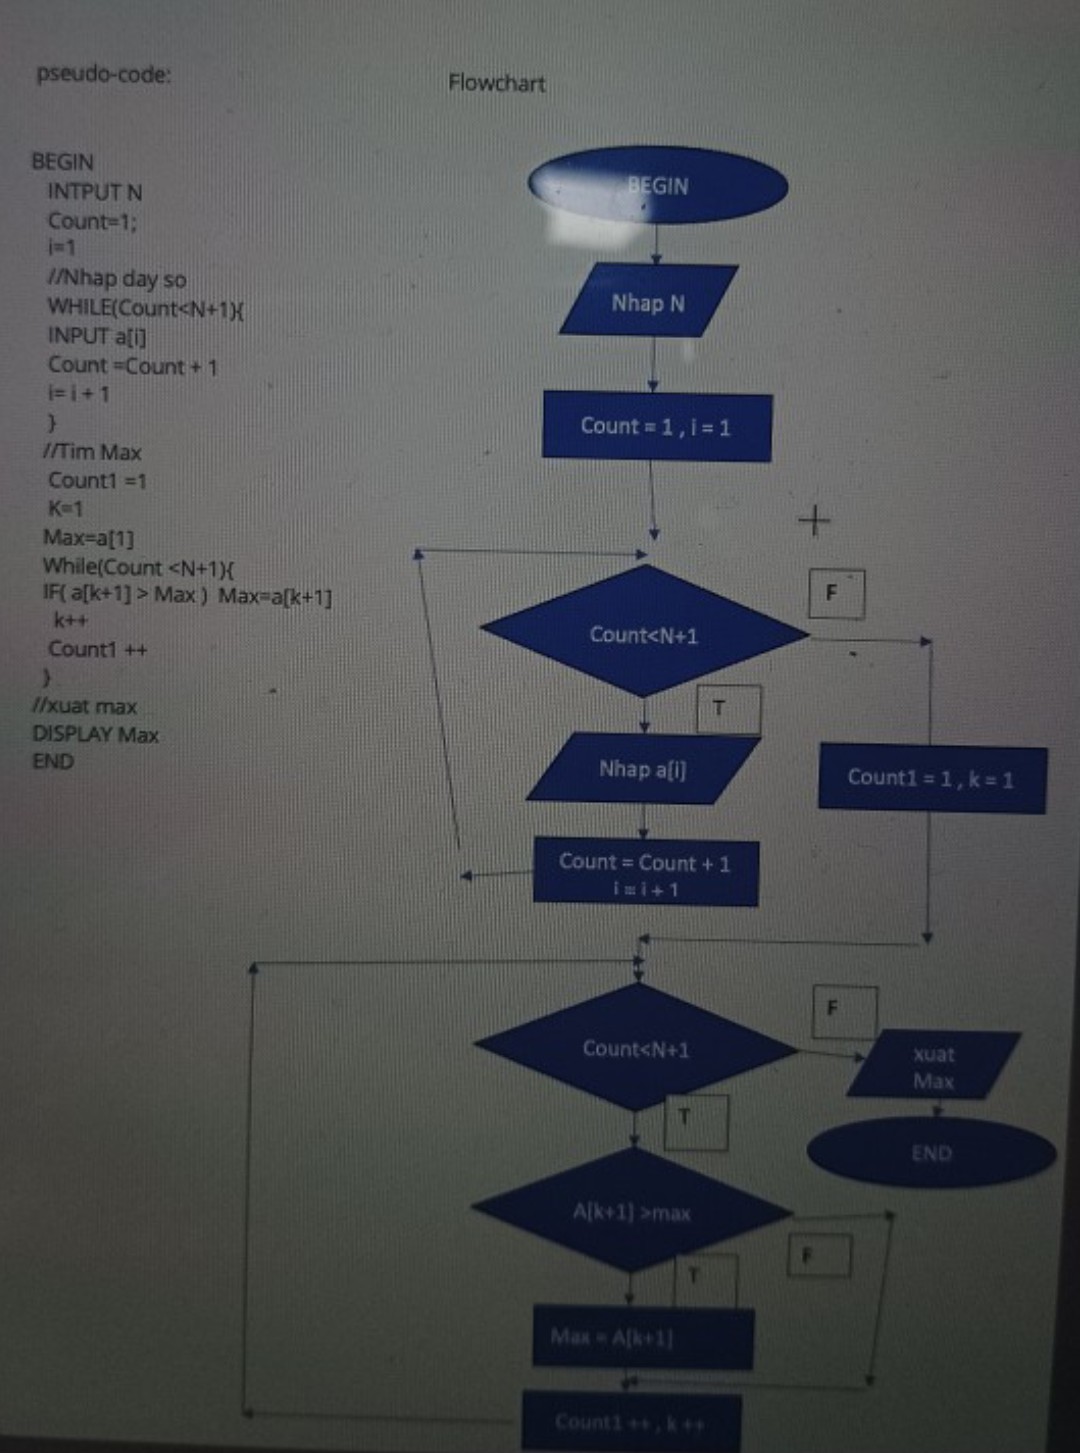 pseudo-code:
Flowchart
BEGIN
INTPUT N
Count=1;
i=1
//Nhap day so
WHILE(Count<N+1){
INPUT a[i]
Count =Count + 1
i= i + 1
}
//Tim Max
Count1 =1
K=1
Max=a[1]
While(Count <N+1){
IF( a[k+1] > Max ) Max=a[k+1]
k++
Count1 ++
}
//xuat max
DISPLAY Max
END
BEGIN
Nhap N
Count = 1 , i = 1
Count<N+1
F
T
Nhap a[i]
Count1 = 1 , k = 1
Count = Count + 1
i = i + 1
Count<N+1
F
xuat
Max
T
END
A[k+1] >max
F
T
Max = A[k+1]
Count1 ++ , k ++